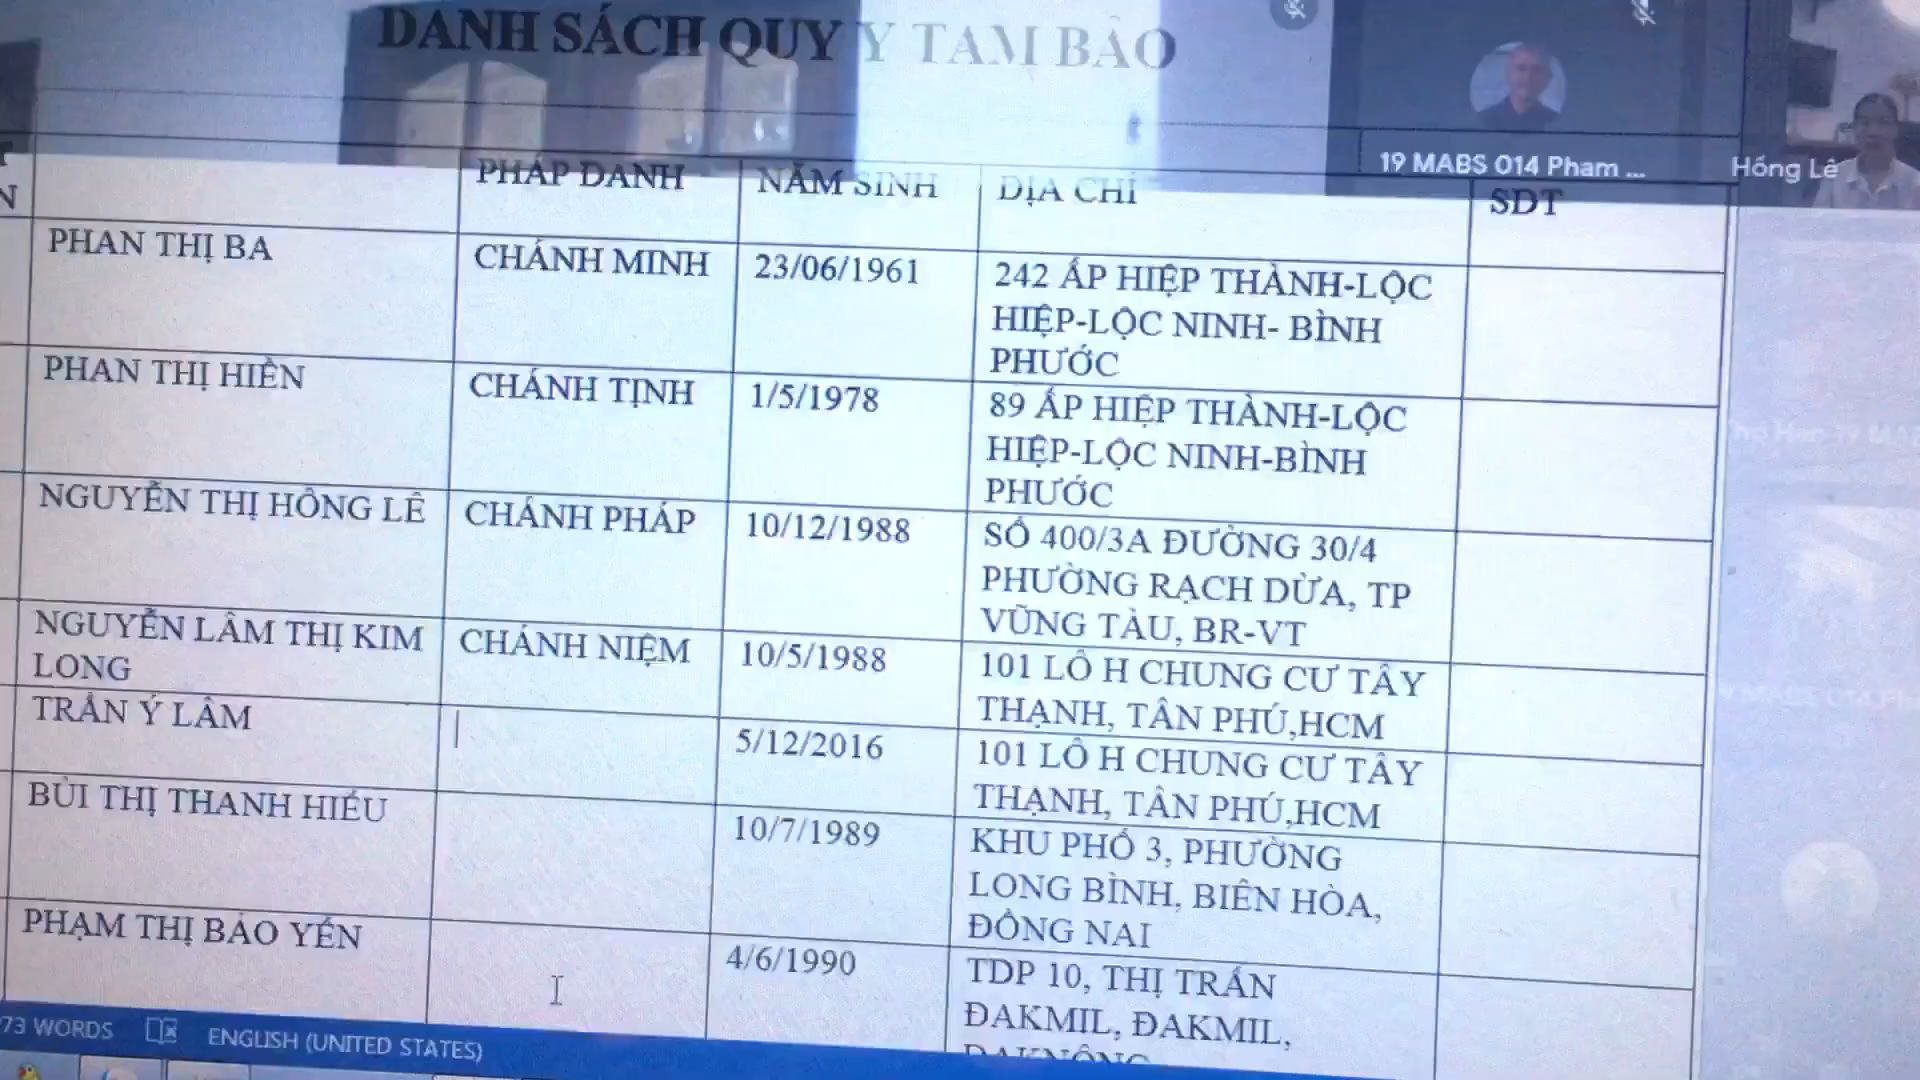 DANH SÁCH QUY Y TAM BẢO
19 MABS 014 Pham ...
Hồng Lê
N
PHÁP DANH
NĂM SINH
ĐỊA CHỈ
SDT
PHAN THỊ BA
CHÁNH MINH
23/06/1961
242 ẤP HIỆP THÀNH-LỘC
HIỆP-LỘC NINH- BÌNH
PHƯỚC
PHAN THỊ HIỀN
CHÁNH TỊNH
1/5/1978
89 ẤP HIỆP THÀNH-LỘC
HIỆP-LỘC NINH-BÌNH
PHƯỚC
NGUYỄN THỊ HỒNG LÊ
CHÁNH PHÁP
10/12/1988
SỐ 400/3A ĐƯỜNG 30/4
PHƯỜNG RẠCH DỪA, TP
VŨNG TÀU, BR-VT
NGUYỄN LÂM THỊ KIM
LONG
CHÁNH NIỆM
10/5/1988
101 LÔ H CHUNG CƯ TÂY
THẠNH, TÂN PHÚ,HCM
TRẦN Ý LÂM
5/12/2016
101 LÔ H CHUNG CƯ TÂY
THẠNH, TÂN PHÚ,HCM
BÙI THỊ THANH HIẾU
10/7/1989
KHU PHỐ 3, PHƯỜNG
LONG BÌNH, BIÊN HÒA,
ĐỒNG NAI
PHẠM THỊ BẢO YẾN
4/6/1990
TDP 10, THỊ TRẤN
ĐAKMIL, ĐAKMIL,
ĐAKNÔNG
73 WORDS
ENGLISH (UNITED STATES)